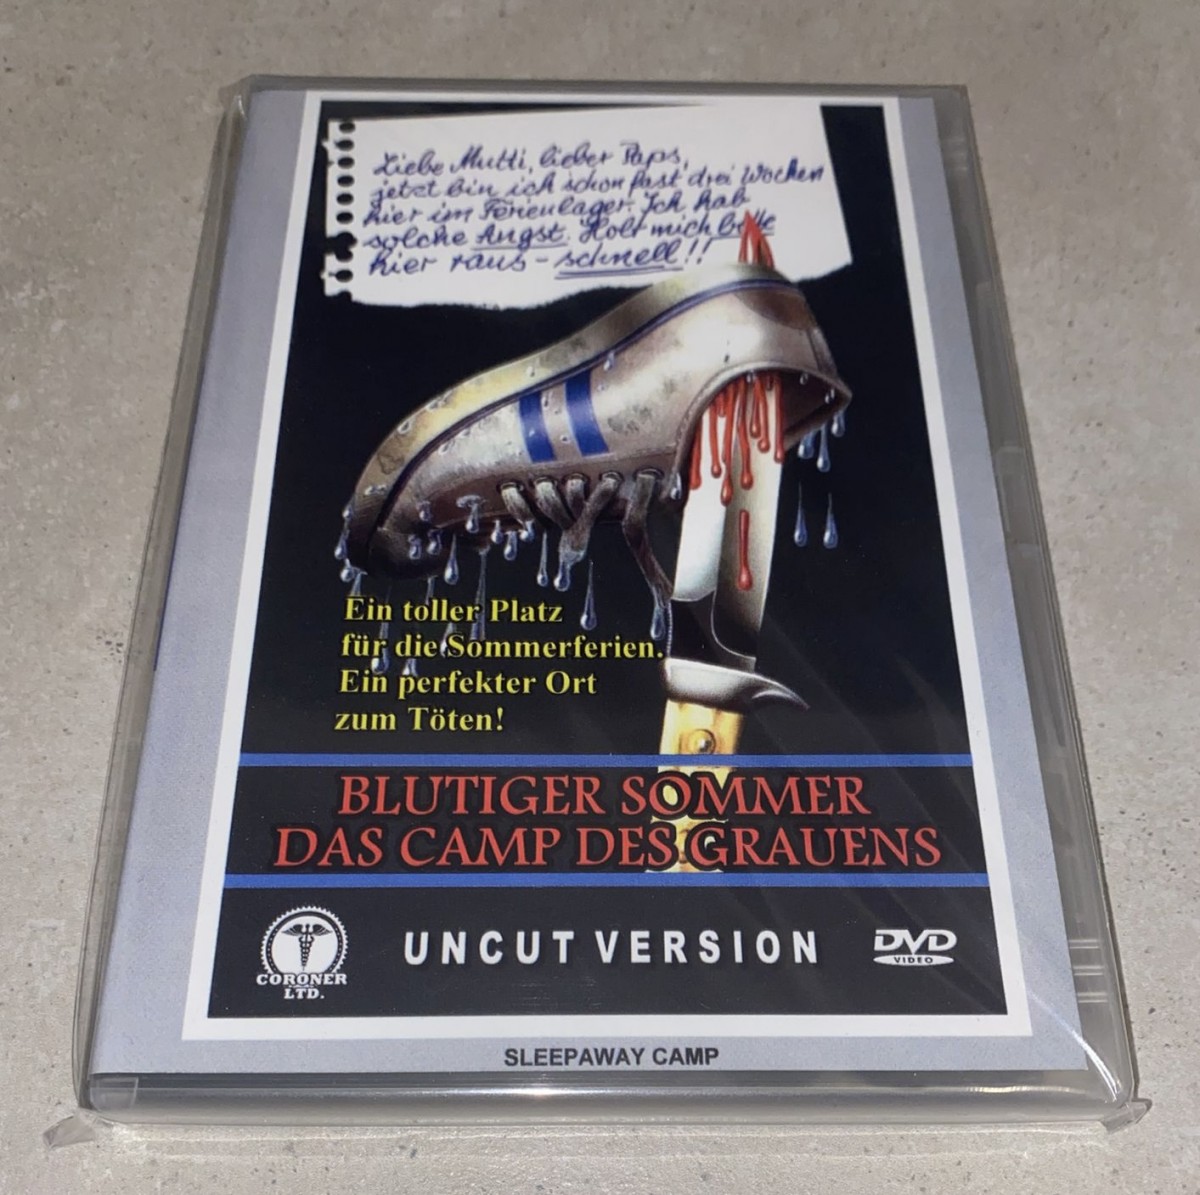 Liebe Mutti, lieber Paps,
jetzt bin ich schon fast drei Wochen
hier im Ferienlager. Ich hab
solche Angst. Holt mich bitte
hier raus - schnell!!
Ein toller Platz
für die Sommerferien.
Ein perfekter Ort
zum Töten!
BLUTIGER SOMMER
DAS CAMP DES GRAUENS
CORONER
LTD.
UNCUT VERSION
DVD
VIDEO
SLEEPAWAY CAMP